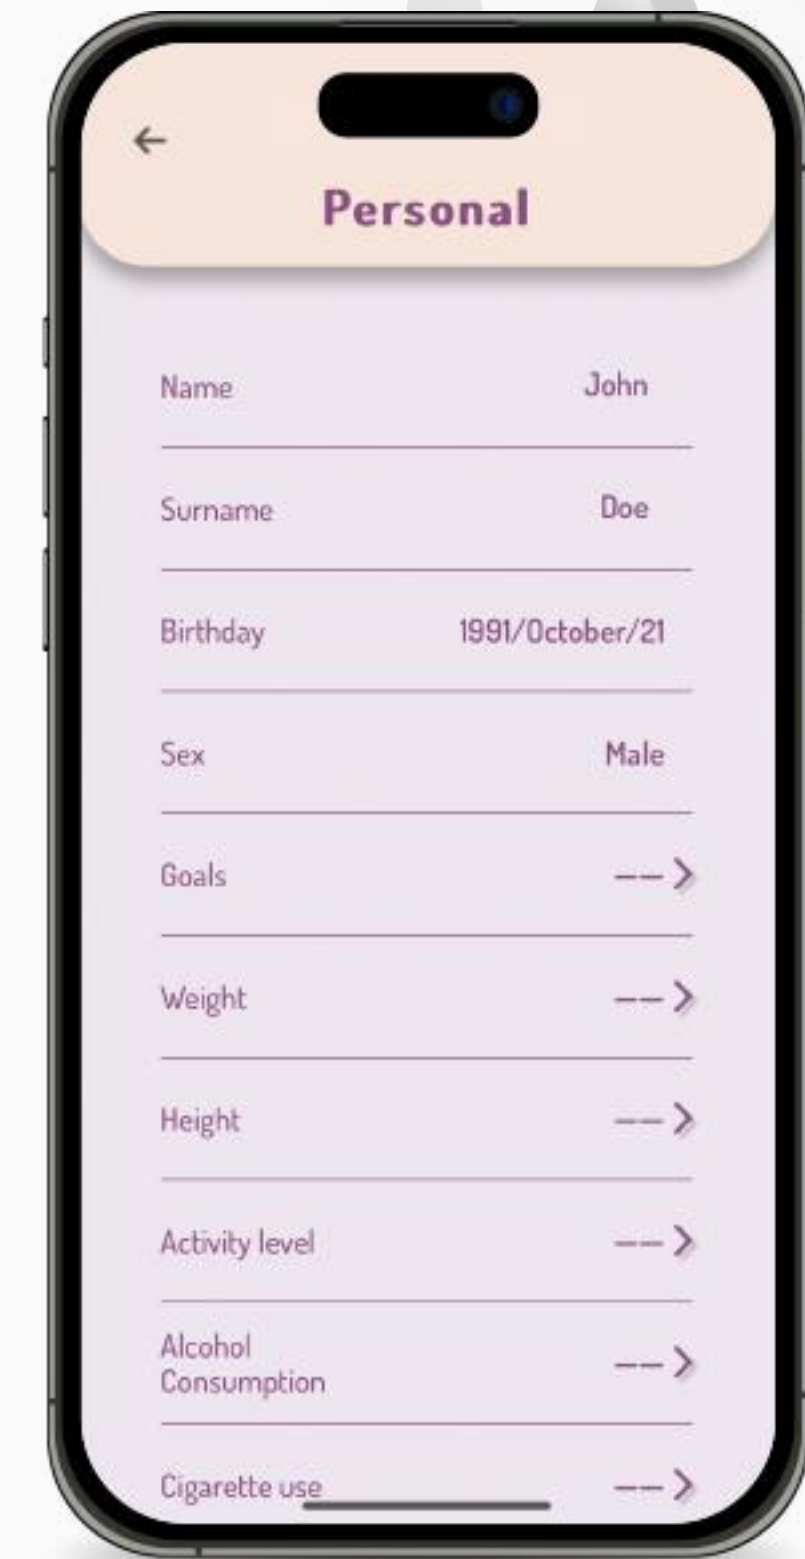 Personal
Name John
Surname Doe
Birthday 1991/October/21
Sex Male
Goals -- >
Weight -- >
Height -- >
Activity level -- >
Alcohol
Consumption -- >
Cigarette use -- >